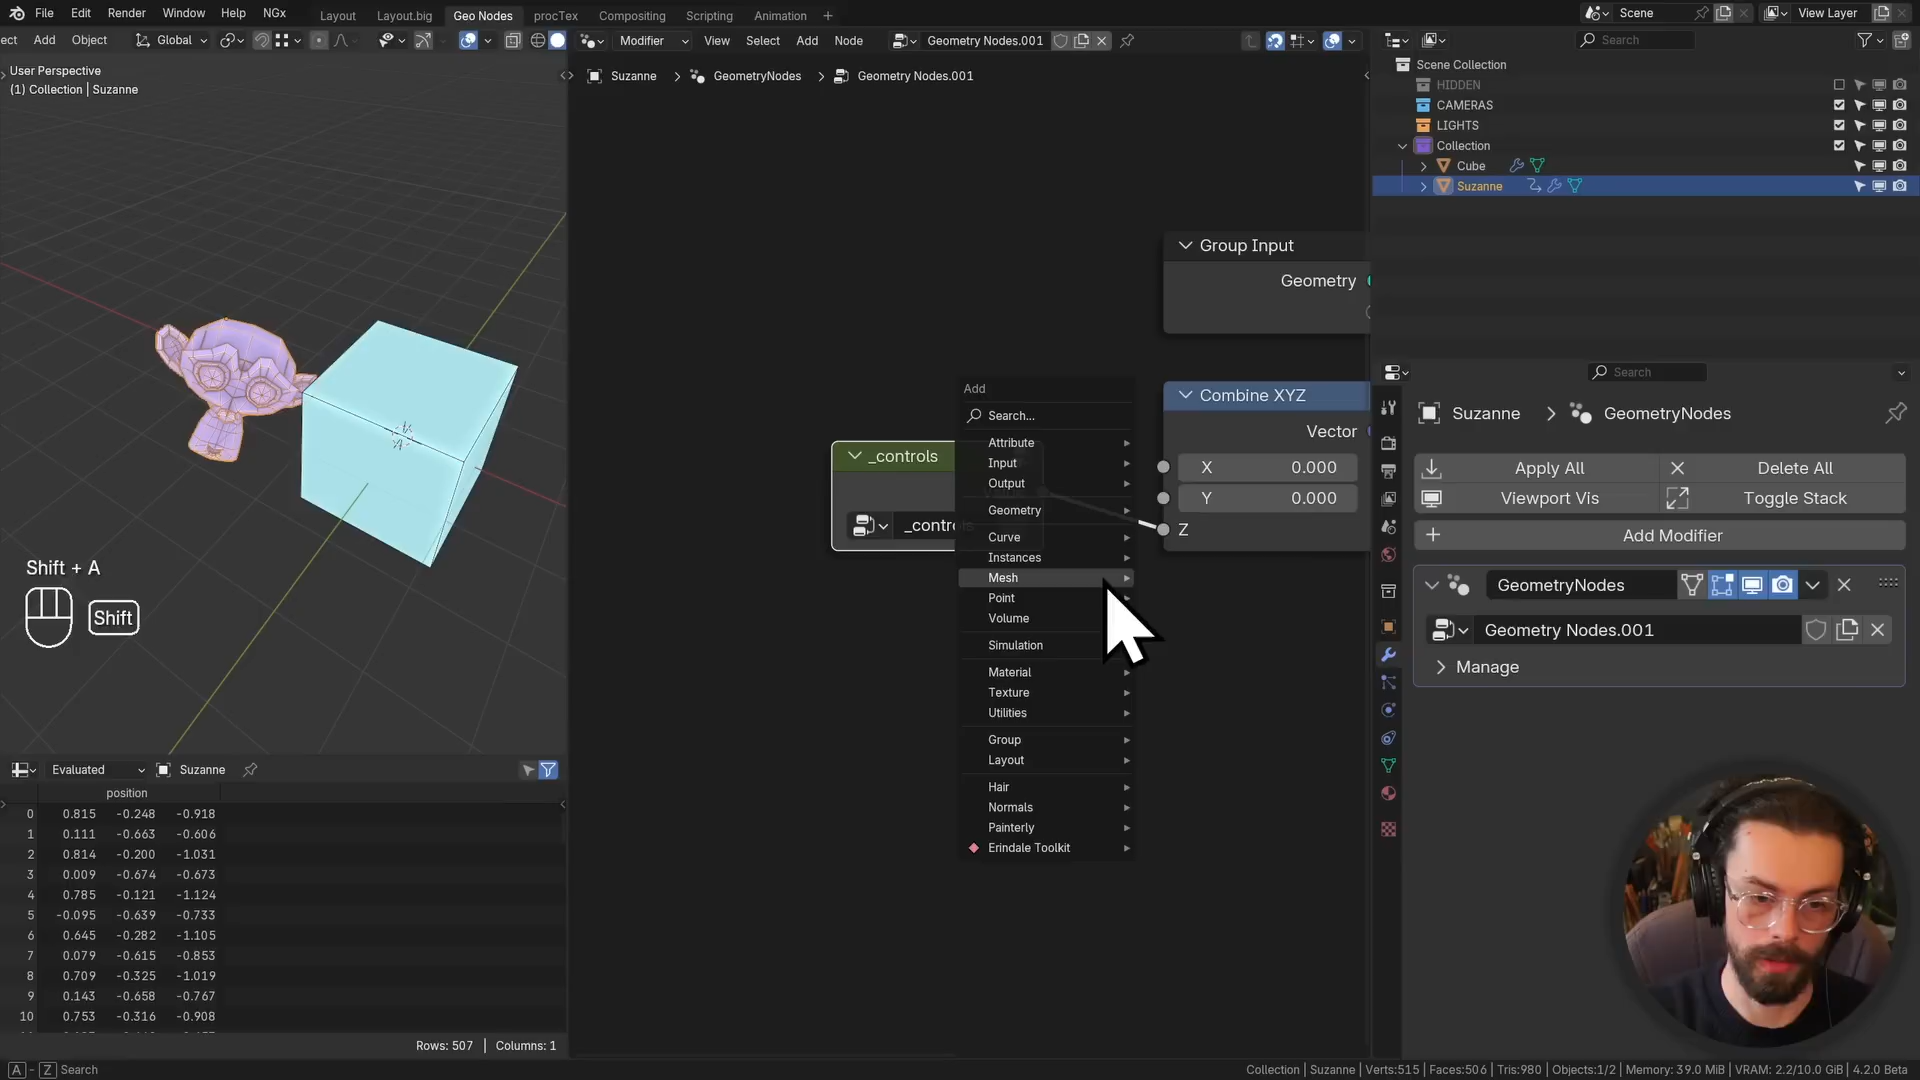 File Edit Render Window Help NGx Layout Layout.big Geo Nodes procTex Compositing Scripting Animation + Scene View Layer
ect Add Object Global Modifier View Select Add Node Geometry Nodes.001 Search
User Perspective
(1) Collection | Suzanne
Suzanne > GeometryNodes > Geometry Nodes.001
Scene Collection
HIDDEN
CAMERAS
LIGHTS
Collection
Cube
Suzanne
Group Input
Geometry
Combine XYZ
Vector
X 0.000
Y 0.000
Z
_controls
Add
Search...
Attribute
Input
Output
Geometry
Curve
Instances
Mesh
Point
Volume
Simulation
Material
Texture
Utilities
Group
Layout
Hair
Normals
Painterly
Erindale Toolkit
Shift + A
Shift
Search
Suzanne > GeometryNodes
Apply All Delete All
Viewport Vis Toggle Stack
Add Modifier
GeometryNodes
Geometry Nodes.001
Manage
Evaluated Suzanne
position
0 0.815 -0.248 -0.918
1 0.111 -0.663 -0.606
2 0.814 -0.200 -1.031
3 0.009 -0.674 -0.673
4 0.785 -0.121 -1.124
5 -0.095 -0.639 -0.733
6 0.645 -0.282 -1.105
7 0.079 -0.615 -0.853
8 0.709 -0.325 -1.019
9 0.143 -0.658 -0.767
10 0.753 -0.316 -0.908
Rows: 507 | Columns: 1
A - Z Search
Collection | Suzanne | Verts:515 | Faces:506 | Tris:980 | Objects:1/2 | Memory: 39.0 MiB | VRAM: 2.2/10.0 GiB | 4.2.0 Beta